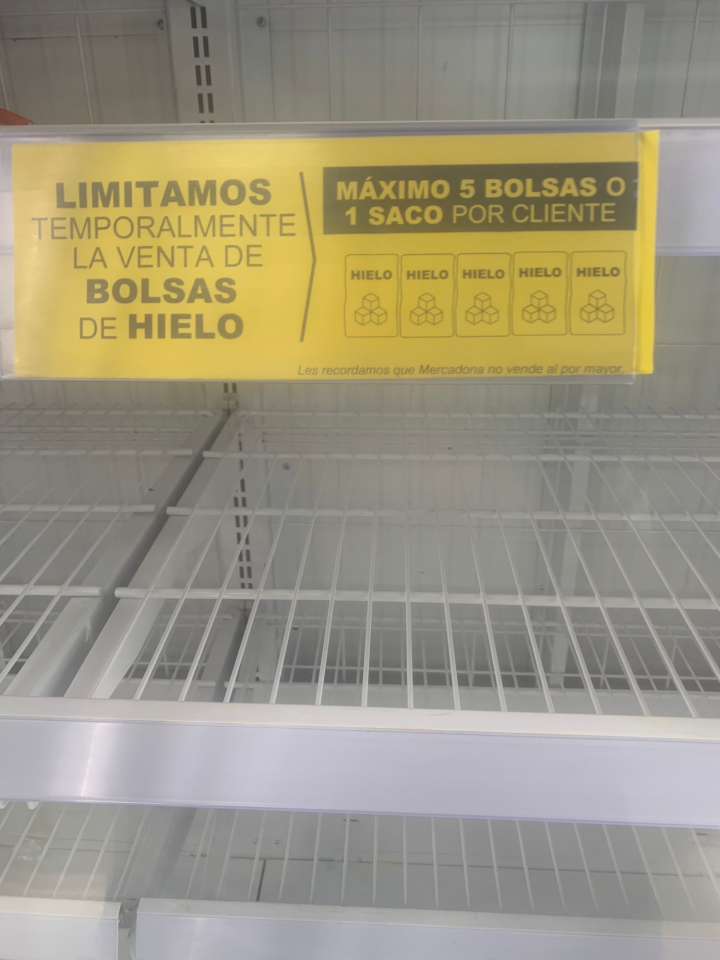 LIMITAMOS
TEMPORALMENTE
LA VENTA DE
BOLSAS
DE HIELO
MÁXIMO 5 BOLSAS O
1 SACO POR CLIENTE
HIELO HIELO HIELO HIELO HIELO
Les recordamos que Mercadona no vende al por mayor.